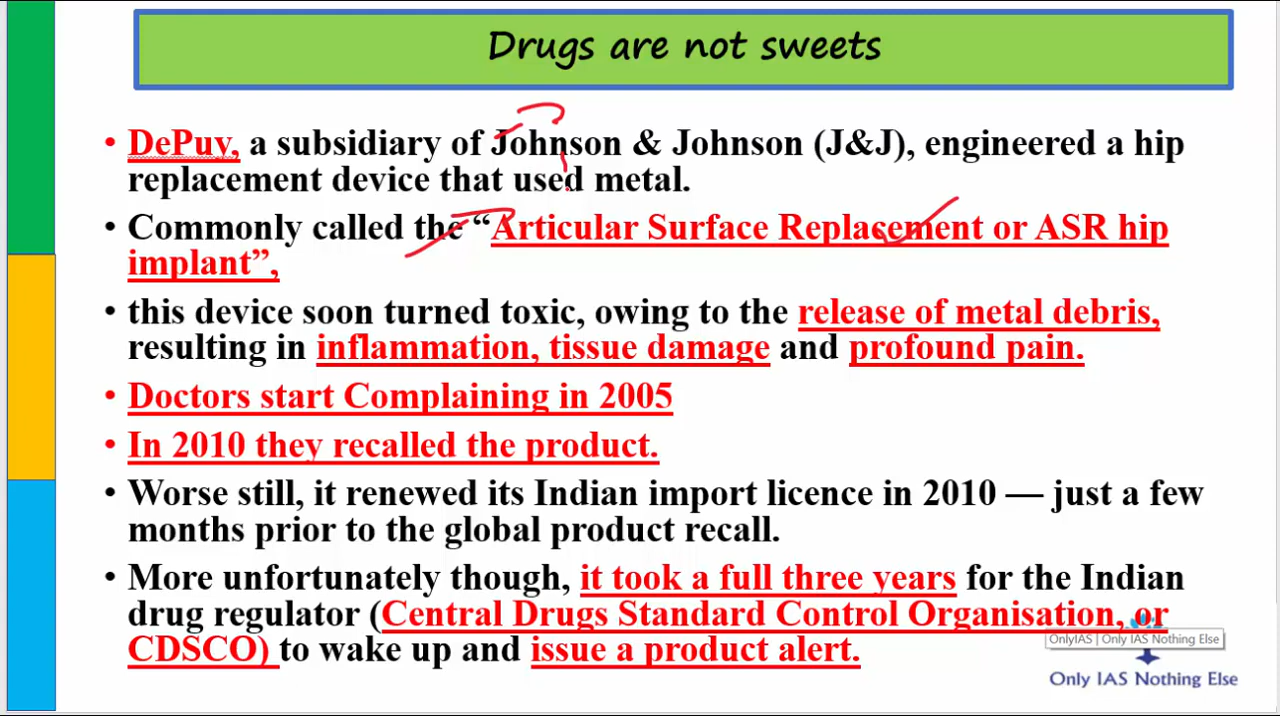 Drugs are not sweets
• DePuy, a subsidiary of Johnson & Johnson (J&J), engineered a hip
replacement device that used metal.
• Commonly called the “Articular Surface Replacement or ASR hip
implant”,
• this device soon turned toxic, owing to the release of metal debris,
resulting in inflammation, tissue damage and profound pain.
• Doctors start Complaining in 2005
• In 2010 they recalled the product.
• Worse still, it renewed its Indian import licence in 2010 — just a few
months prior to the global product recall.
• More unfortunately though, it took a full three years for the Indian
drug regulator (Central Drugs Standard Control Organisation, or
CDSCO) to wake up and issue a product alert.
OnlyIAS | Only IAS Nothing Else
Only IAS Nothing Else